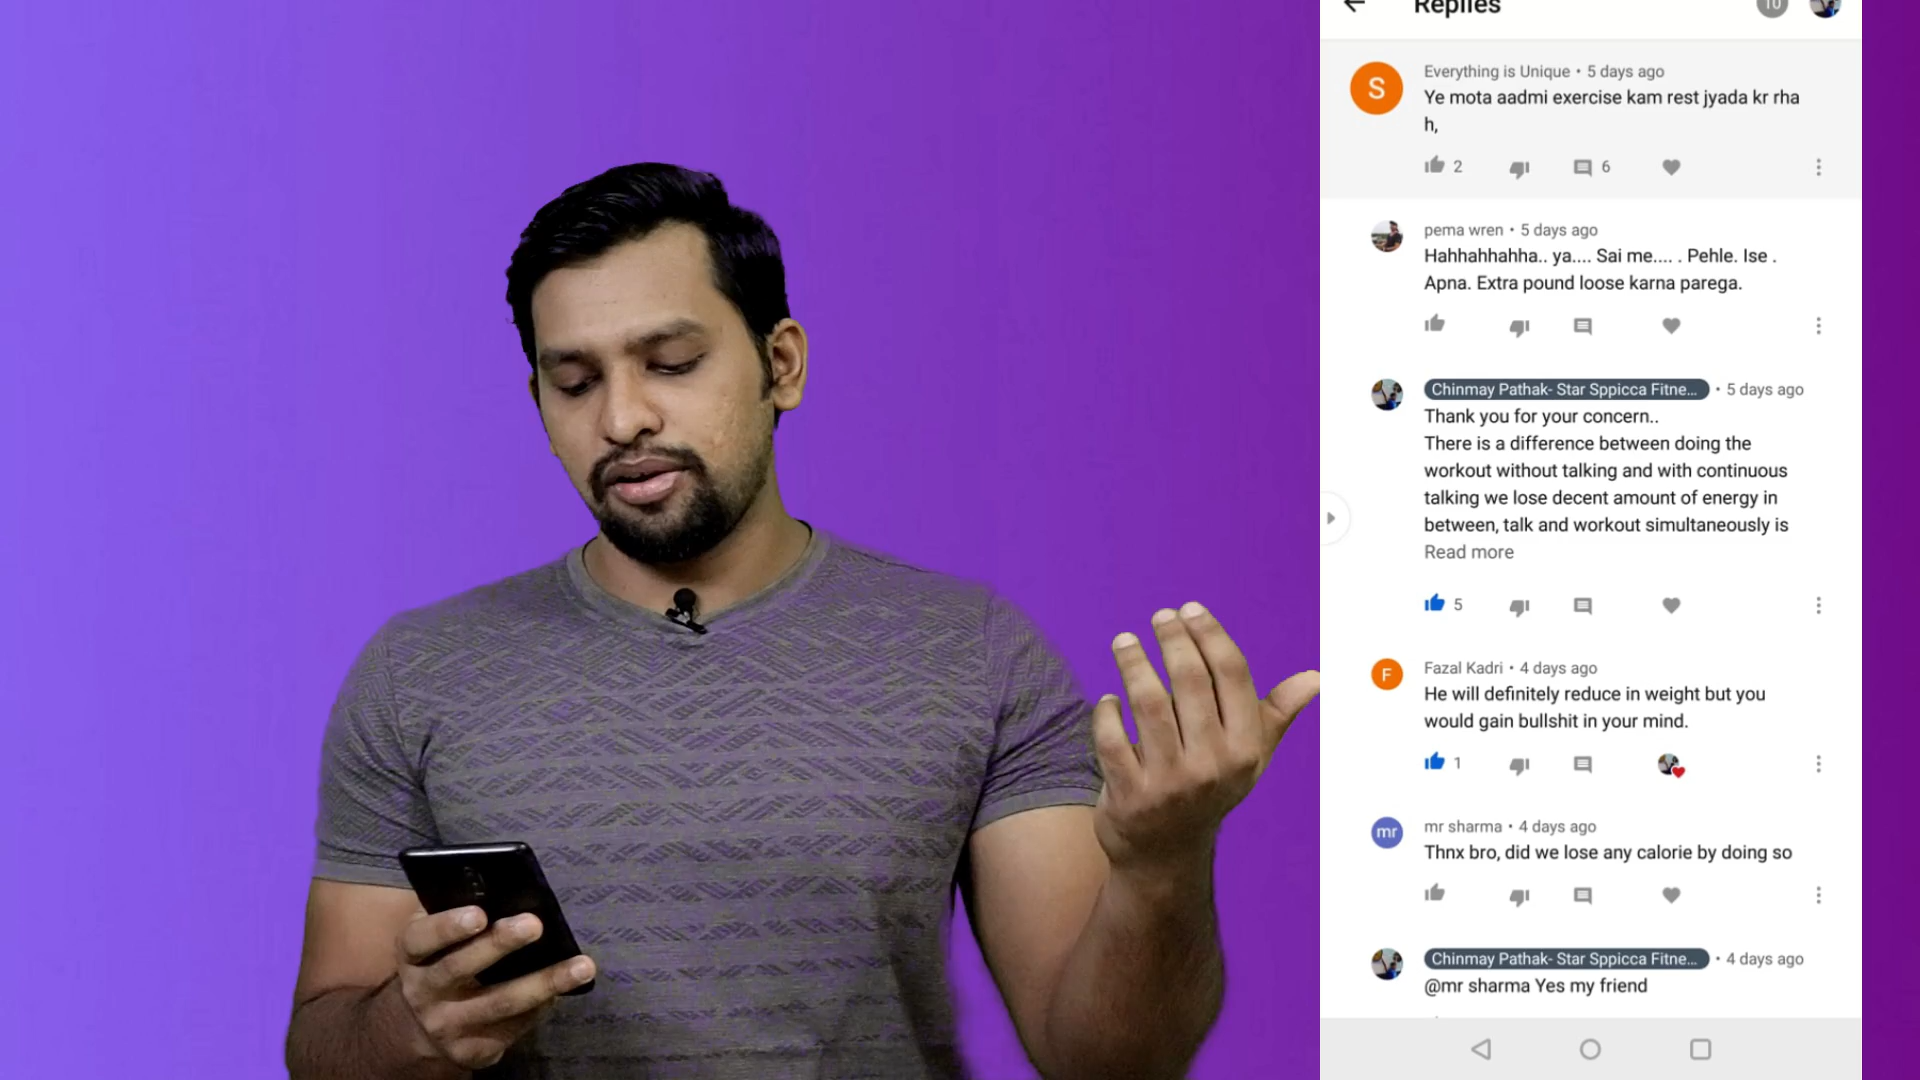 Replies
10
S
Everything is Unique • 5 days ago
Ye mota aadmi exercise kam rest jyada kr rha
h,
2
6
pema wren • 5 days ago
Hahhahhahha.. ya.... Sai me.... . Pehle. Ise .
Apna. Extra pound loose karna parega.
Chinmay Pathak- Star Sppicca Fitne... • 5 days ago
Thank you for your concern..
There is a difference between doing the
workout without talking and with continuous
talking we lose decent amount of energy in
between, talk and workout simultaneously is
Read more
5
F
Fazal Kadri • 4 days ago
He will definitely reduce in weight but you
would gain bullshit in your mind.
1
mr
mr sharma • 4 days ago
Thnx bro, did we lose any calorie by doing so
Chinmay Pathak- Star Sppicca Fitne... • 4 days ago
@mr sharma Yes my friend